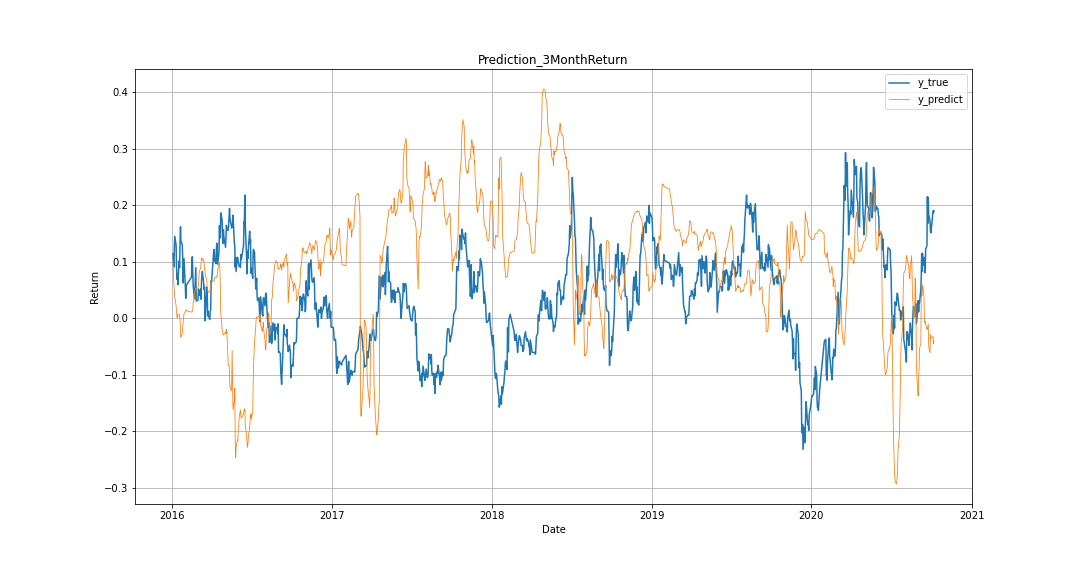 Prediction_3MonthReturn
y_true
y_predict
Return
0.4
0.3
0.2
0.1
0.0
−0.1
−0.2
−0.3
2016 2017 2018 2019 2020 2021
Date